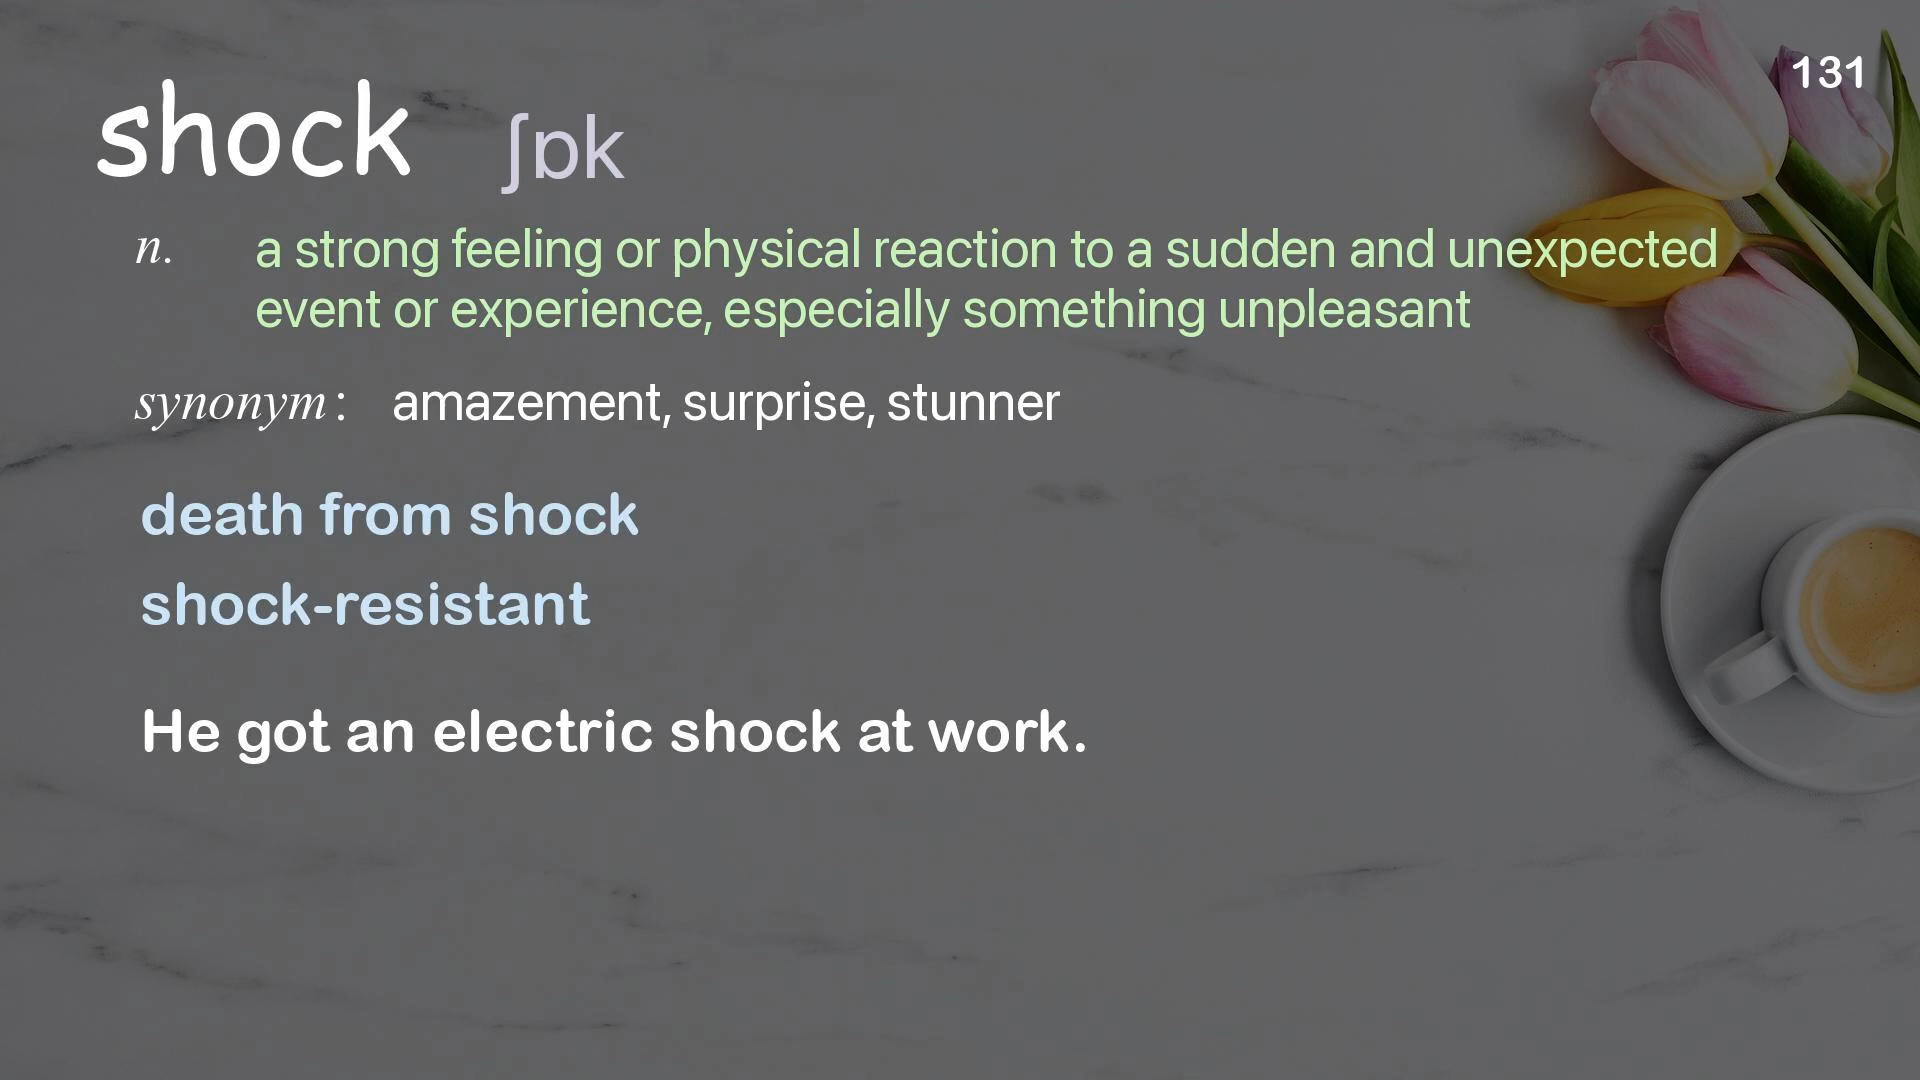 131
shock ʃɒk
n. a strong feeling or physical reaction to a sudden and unexpected
event or experience, especially something unpleasant
synonym : amazement, surprise, stunner
death from shock
shock-resistant
He got an electric shock at work.